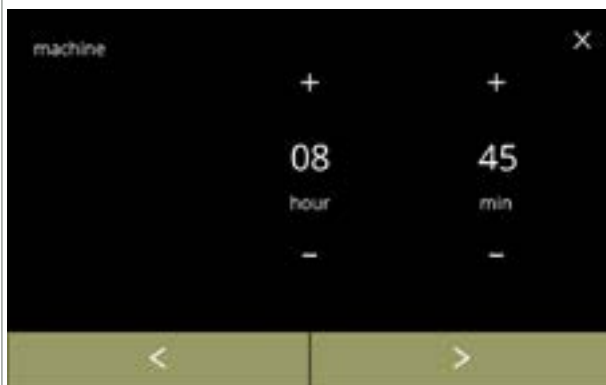 machine
×
+ +
08 45
hour min
- -
< >